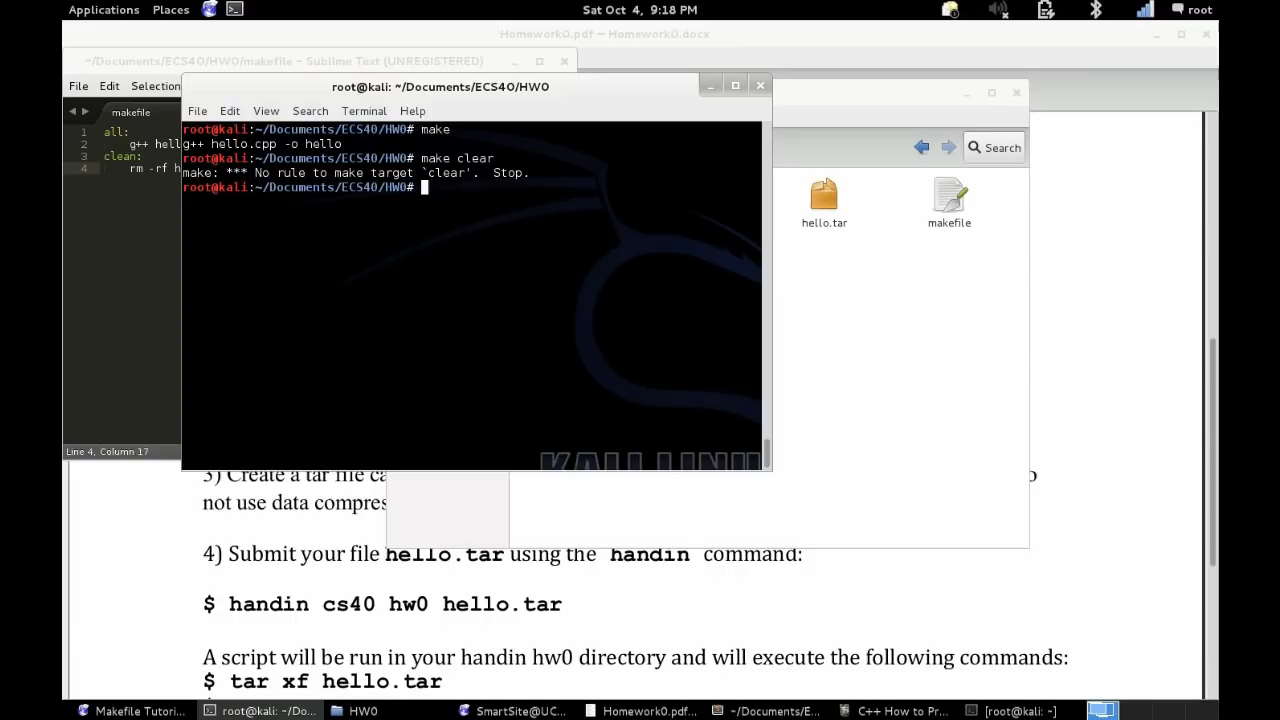 Applications Places Sat Oct 4, 9:18 PM root
Homework0.pdf — Homework0.docx
~/Documents/ECS40/HW0/makefile – Sublime Text (UNREGISTERED)
File Edit Selection
makefile
1 all:
2 g++ hell
3 clean:
4 rm -rf h
Line 4, Column 17
root@kali: ~/Documents/ECS40/HW0
File Edit View Search Terminal Help
root@kali:~/Documents/ECS40/HW0# make
g++ hello.cpp -o hello
root@kali:~/Documents/ECS40/HW0# make clear
make: *** No rule to make target `clear'.  Stop.
root@kali:~/Documents/ECS40/HW0#
Search
hello.tar
makefile
3) Create a tar file ca
not use data compres
4) Submit your file hello.tar using the handin command:
$ handin cs40 hw0 hello.tar
A script will be run in your handin hw0 directory and will execute the following commands:
$ tar xf hello.tar
Makefile Tutori... root@kali: ~/Do... HW0 SmartSite@UC... Homework0.pdf... ~/Documents/E... C++ How to Pr... [root@kali: ~]